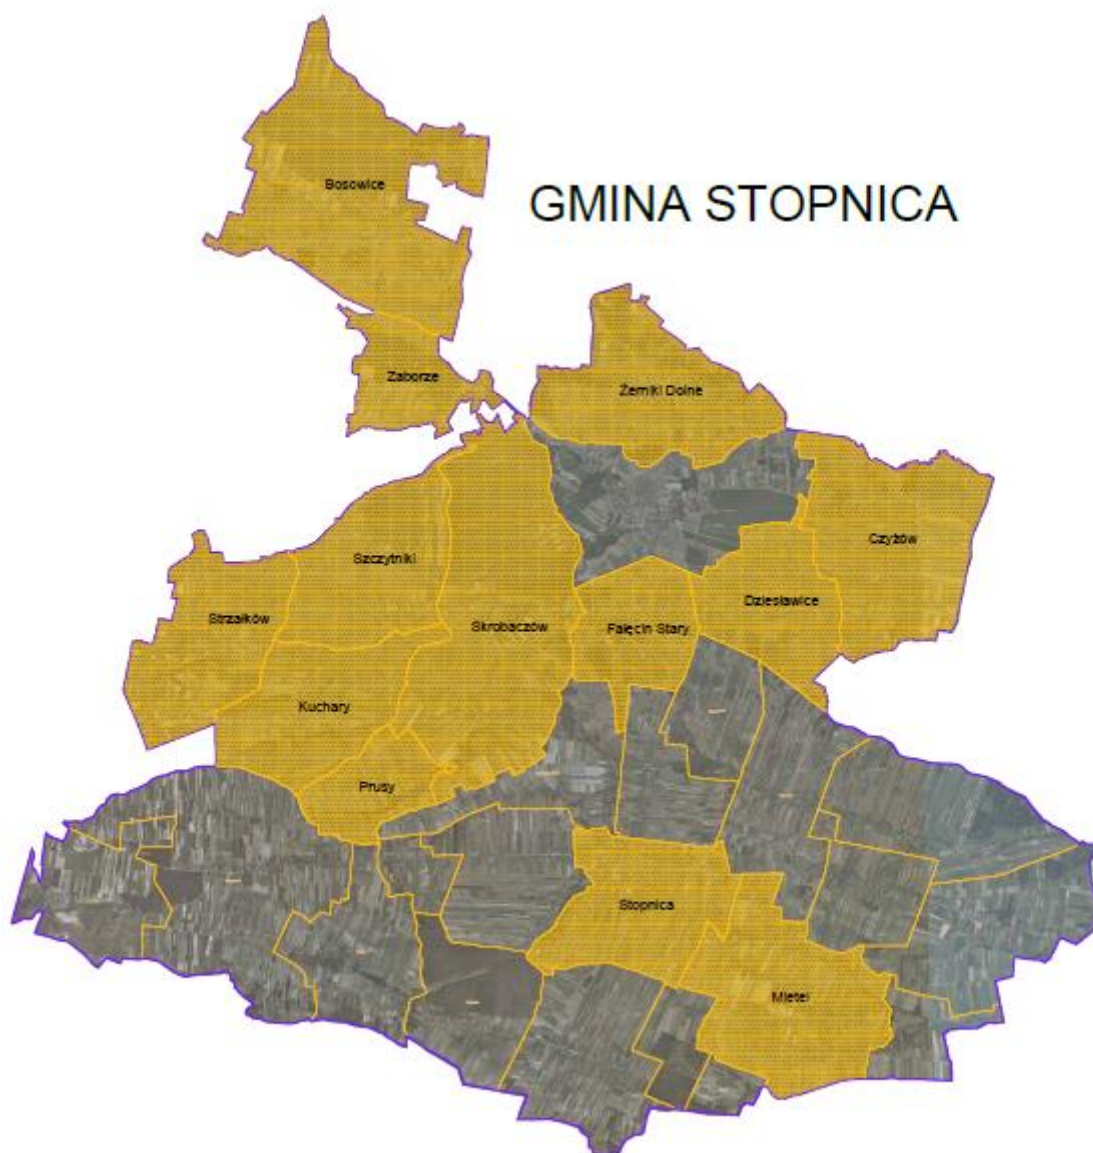 Bosowice
GMINA STOPNICA
Zaborze
Żerniki Dolne
Szczytniki
Czyżów
Strzałków
Skrobaczów
Falęcin Stary
Dziesławice
Kuchary
Prusy
Stopnica
Mietel